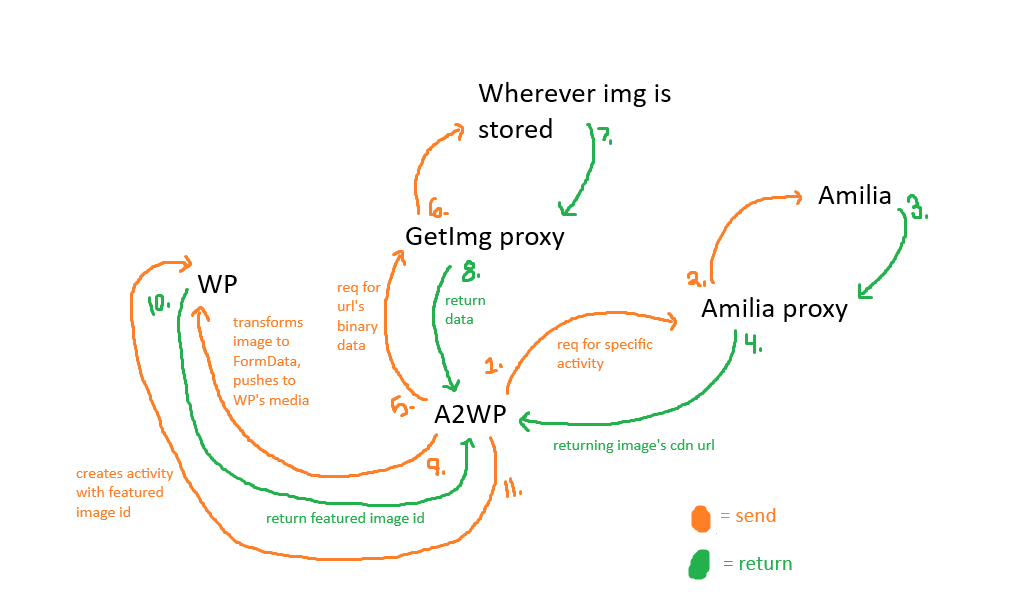 Wherever img is
stored
7.
6.
GetImg proxy
Amilia
3.
2.
Amilia proxy
4.
8.
return
data
req for
url's
binary
data
WP
10.
transforms
image to
FormData,
pushes to
WP's media
1.
req for specific
activity
5.
A2WP
returning image's cdn url
9.
11.
creates activity
with featured
image id
return featured image id
= send
= return